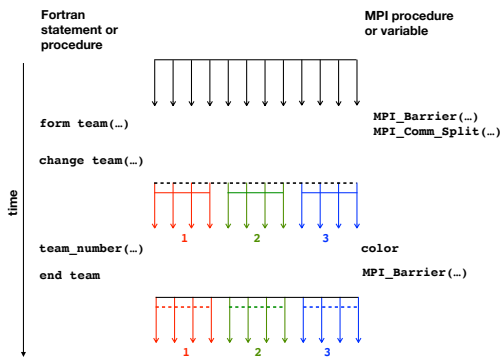 Fortran
statement or
procedure
MPI procedure
or variable
form team(…)
MPI_Barrier(…)
MPI_Comm_Split(…)
change team(…)
time
1 2 3
team_number(…) color
end team MPI_Barrier(…)
1 2 3